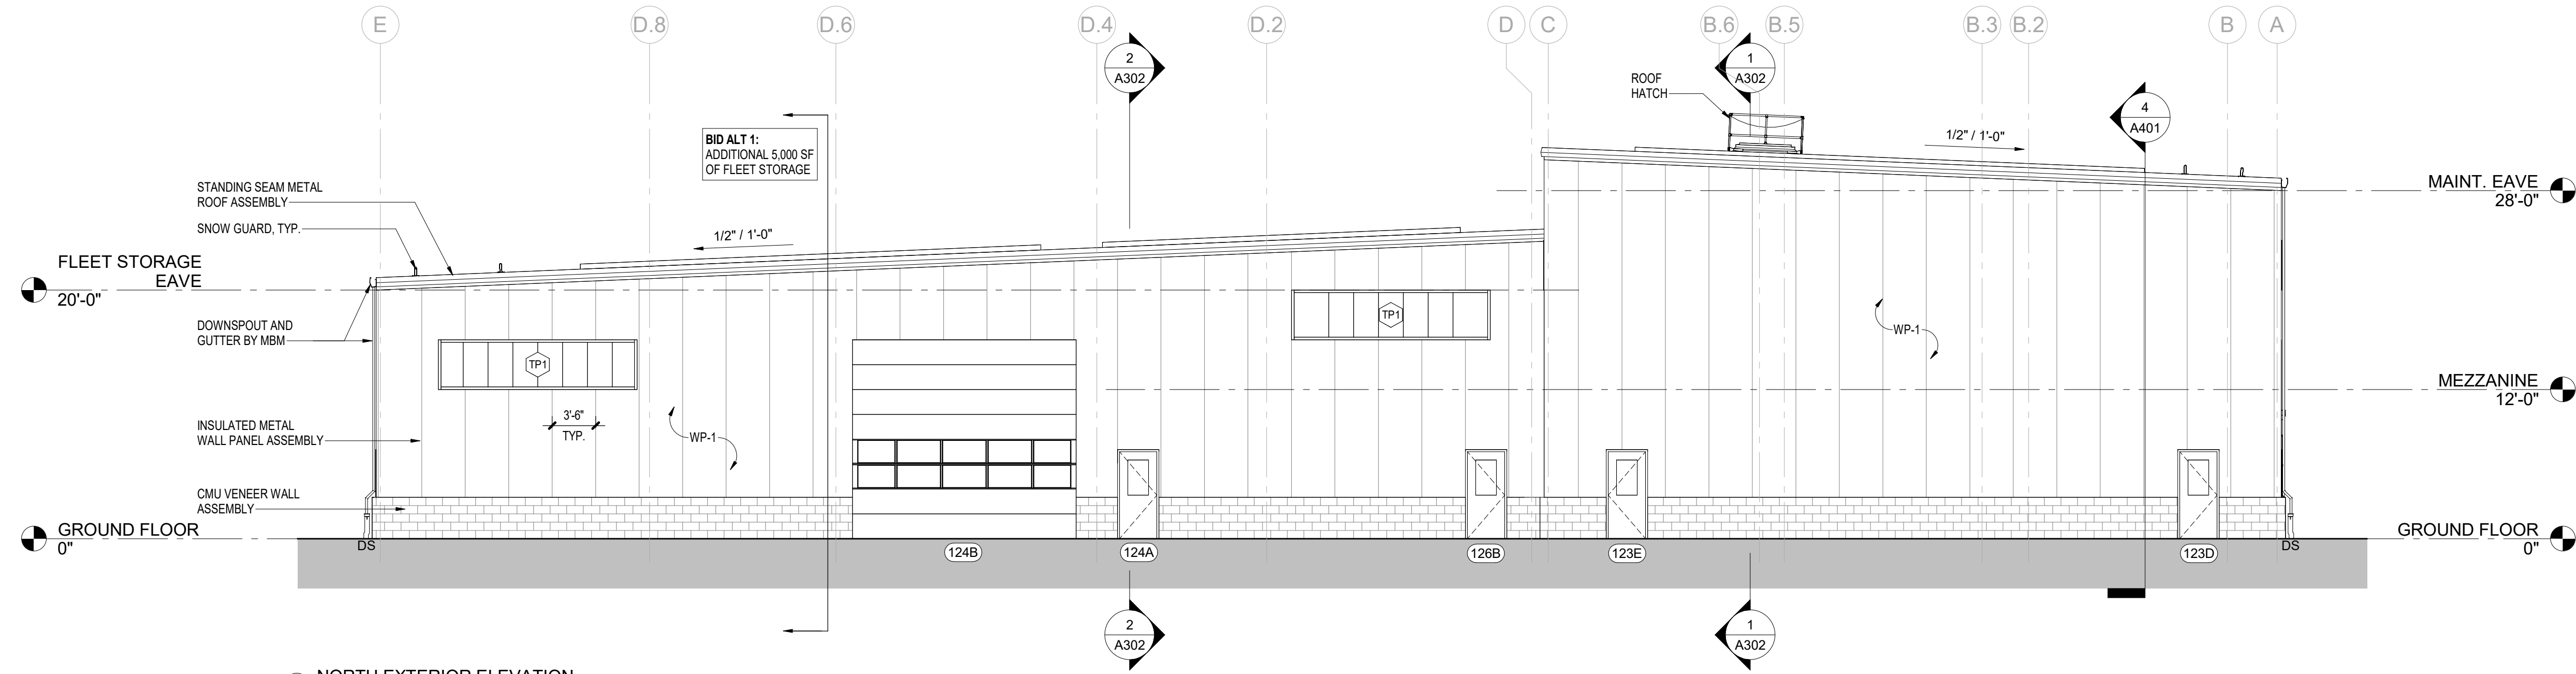 E
D.8
D.6
D.4
D.2
D
C
B.6
B.5
B.3
B.2
B
A
2
A302
1
A302
ROOF
HATCH
4
A401
1/2" / 1'-0"
BID ALT 1:
ADDITIONAL 5,000 SF
OF FLEET STORAGE
STANDING SEAM METAL
ROOF ASSEMBLY
SNOW GUARD, TYP.
1/2" / 1'-0"
MAINT. EAVE
28'-0"
FLEET STORAGE
EAVE
20'-0"
DOWNSPOUT AND
GUTTER BY MBM
TP1
TP1
WP-1
MEZZANINE
12'-0"
3'-6"
TYP.
WP-1
INSULATED METAL
WALL PANEL ASSEMBLY
CMU VENEER WALL
ASSEMBLY
GROUND FLOOR
0"
DS
124B
124A
126B
123E
123D
DS
GROUND FLOOR
0"
2
A302
1
A302
NORTH EXTERIOR ELEVATION